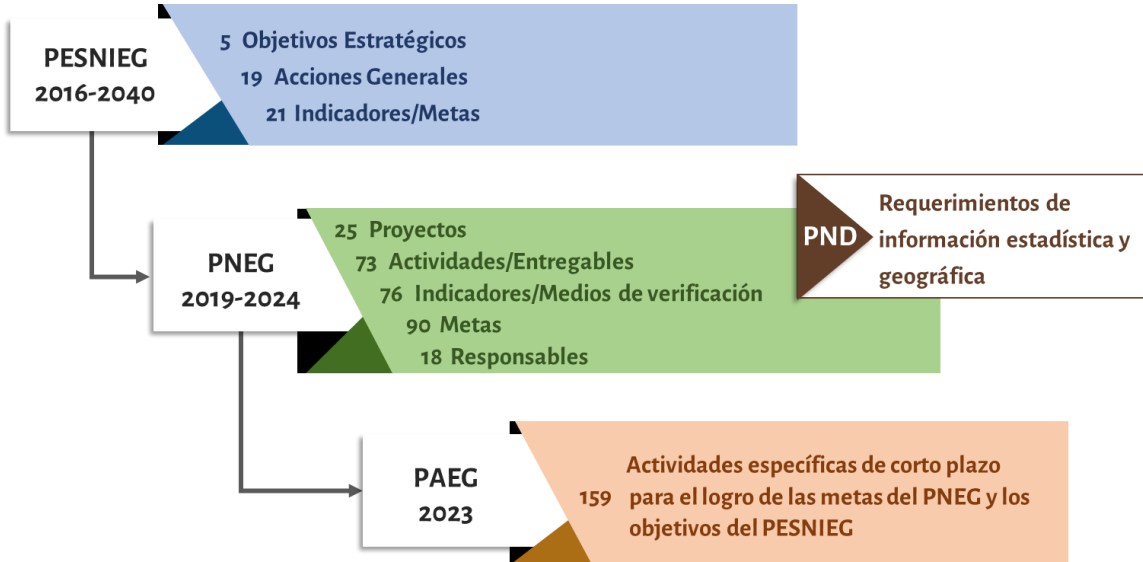 PESNIEG
2016-2040
5 Objetivos Estratégicos
19 Acciones Generales
21 Indicadores/Metas
PNEG
2019-2024
25 Proyectos
73 Actividades/Entregables
76 Indicadores/Medios de verificación
90 Metas
18 Responsables
PND
Requerimientos de
información estadística y
geográfica
PAEG
2023
159
Actividades específicas de corto plazo
para el logro de las metas del PNEG y los
objetivos del PESNIEG